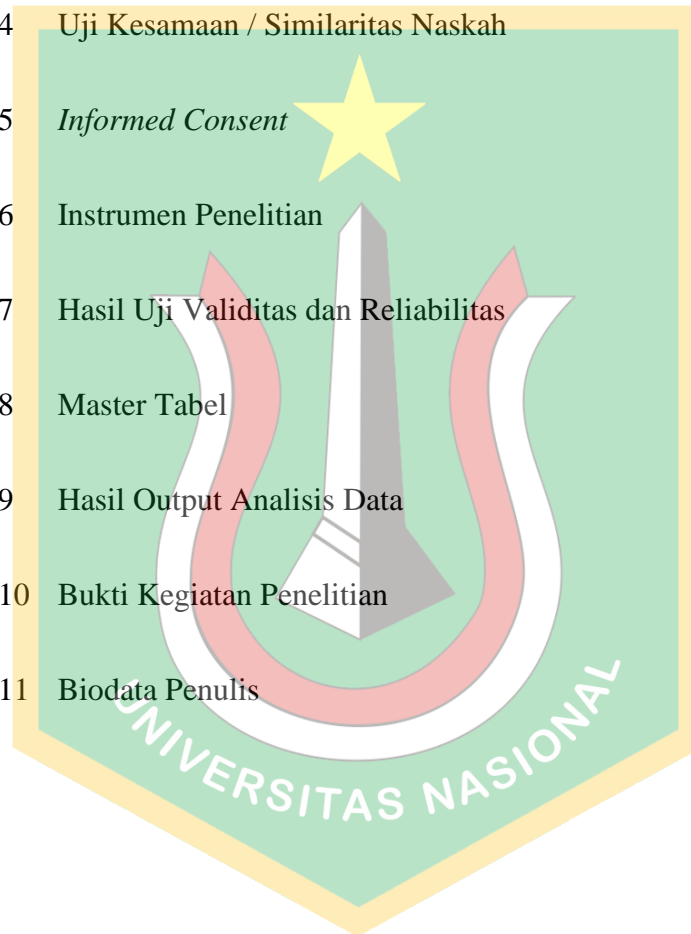 4 Uji Kesamaan / Similaritas Naskah
5 Informed Consent
6 Instrumen Penelitian
7 Hasil Uji Validitas dan Reliabilitas
8 Master Tabel
9 Hasil Output Analisis Data
10 Bukti Kegiatan Penelitian
11 Biodata Penulis
UNIVERSITAS NASIONAL